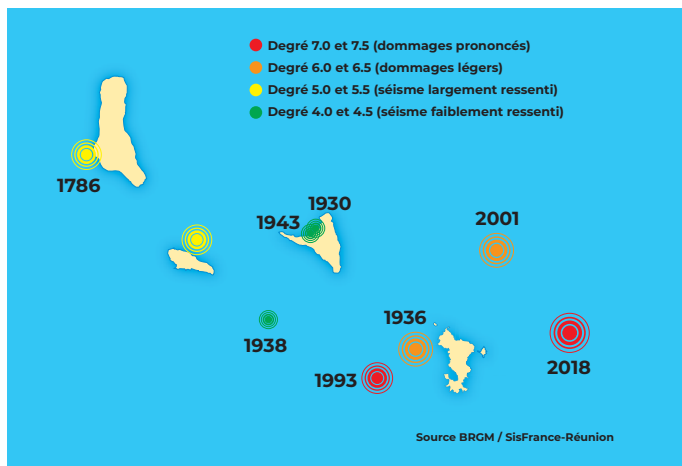 Degré 7.0 et 7.5 (dommages prononcés)
Degré 6.0 et 6.5 (dommages légers)
Degré 5.0 et 5.5 (séisme largement ressenti)
Degré 4.0 et 4.5 (séisme faiblement ressenti)
1786
1930
1943
2001
1936
1938
2018
1993
Source BRGM / SisFrance-Réunion